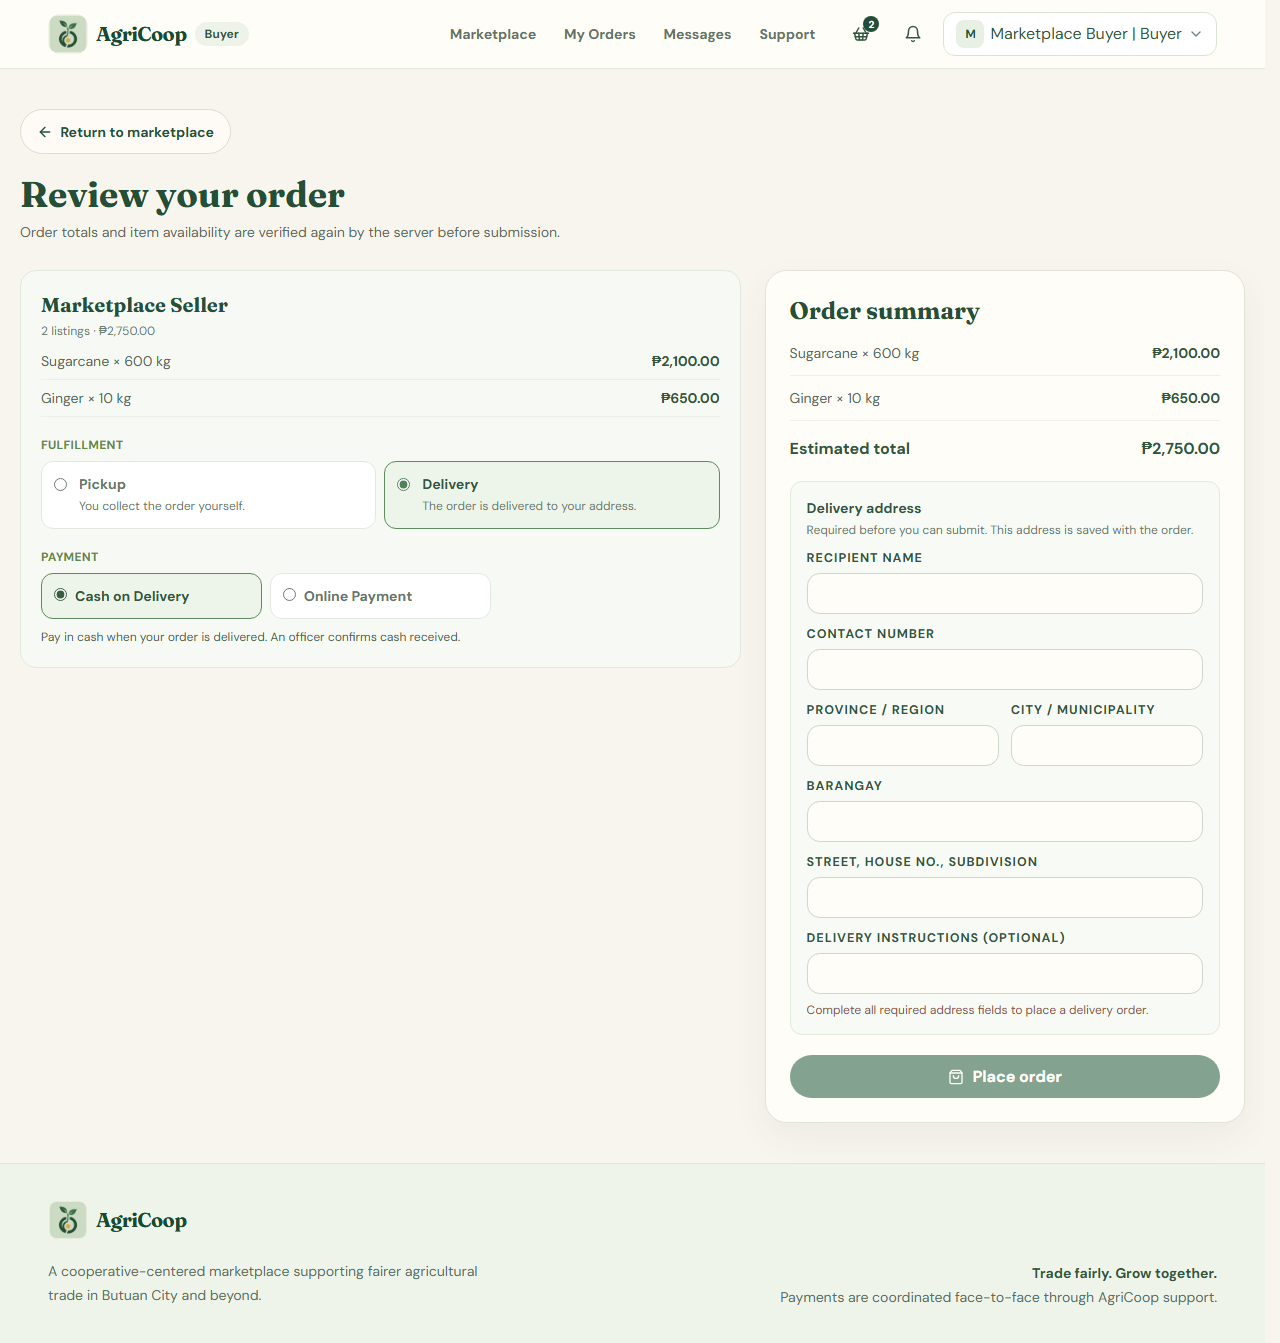 AgriCoop Buyer Marketplace My Orders Messages Support 2 M Marketplace Buyer | Buyer
Return to marketplace
Review your order
Order totals and item availability are verified again by the server before submission.
Marketplace Seller
2 listings · ₱2,750.00
Sugarcane × 600 kg ₱2,100.00
Ginger × 10 kg ₱650.00
FULFILLMENT
Pickup
You collect the order yourself.
Delivery
The order is delivered to your address.
PAYMENT
Cash on Delivery
Online Payment
Pay in cash when your order is delivered. An officer confirms cash received.
Order summary
Sugarcane × 600 kg ₱2,100.00
Ginger × 10 kg ₱650.00
Estimated total ₱2,750.00
Delivery address
Required before you can submit. This address is saved with the order.
RECIPIENT NAME
CONTACT NUMBER
PROVINCE / REGION CITY / MUNICIPALITY
BARANGAY
STREET, HOUSE NO., SUBDIVISION
DELIVERY INSTRUCTIONS (OPTIONAL)
Complete all required address fields to place a delivery order.
Place order
AgriCoop
A cooperative-centered marketplace supporting fairer agricultural
trade in Butuan City and beyond.
Trade fairly. Grow together.
Payments are coordinated face-to-face through AgriCoop support.